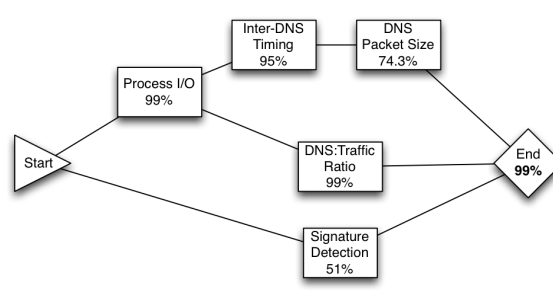 Inter-DNS
Timing
95%
DNS
Packet Size
74.3%
Process I/O
99%
Start
DNS:Traffic
Ratio
99%
End
99%
Signature
Detection
51%